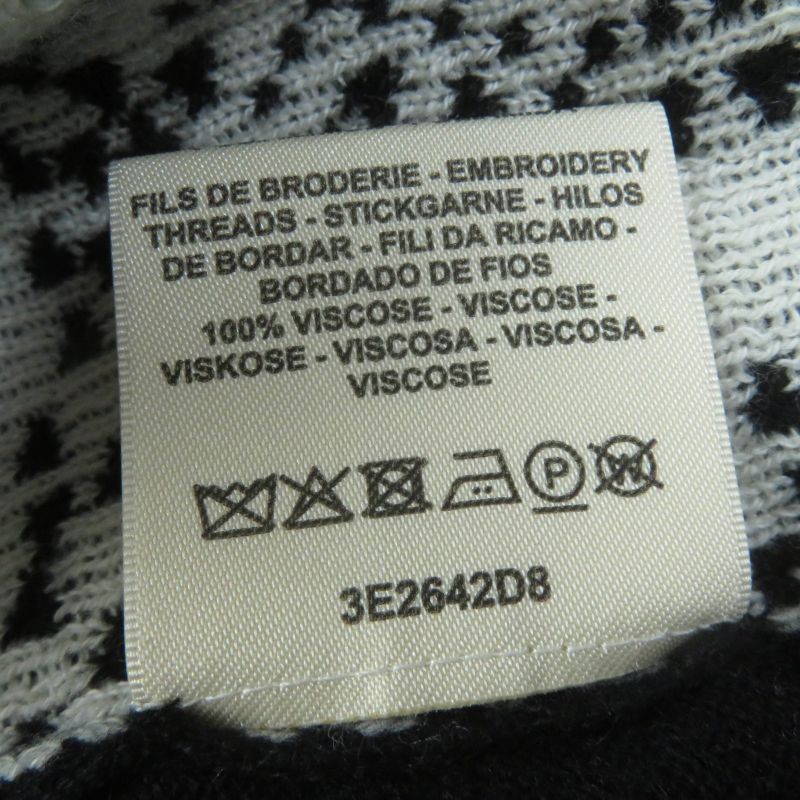 FILS DE BRODERIE - EMBROIDERY
THREADS - STICKGARNE - HILOS
DE BORDAR - FILI DA RICAMO -
BORDADO DE FIOS
100% VISCOSE - VISCOSE -
VISKOSE - VISCOSA - VISCOSA -
VISCOSE
P W
3E2642D8